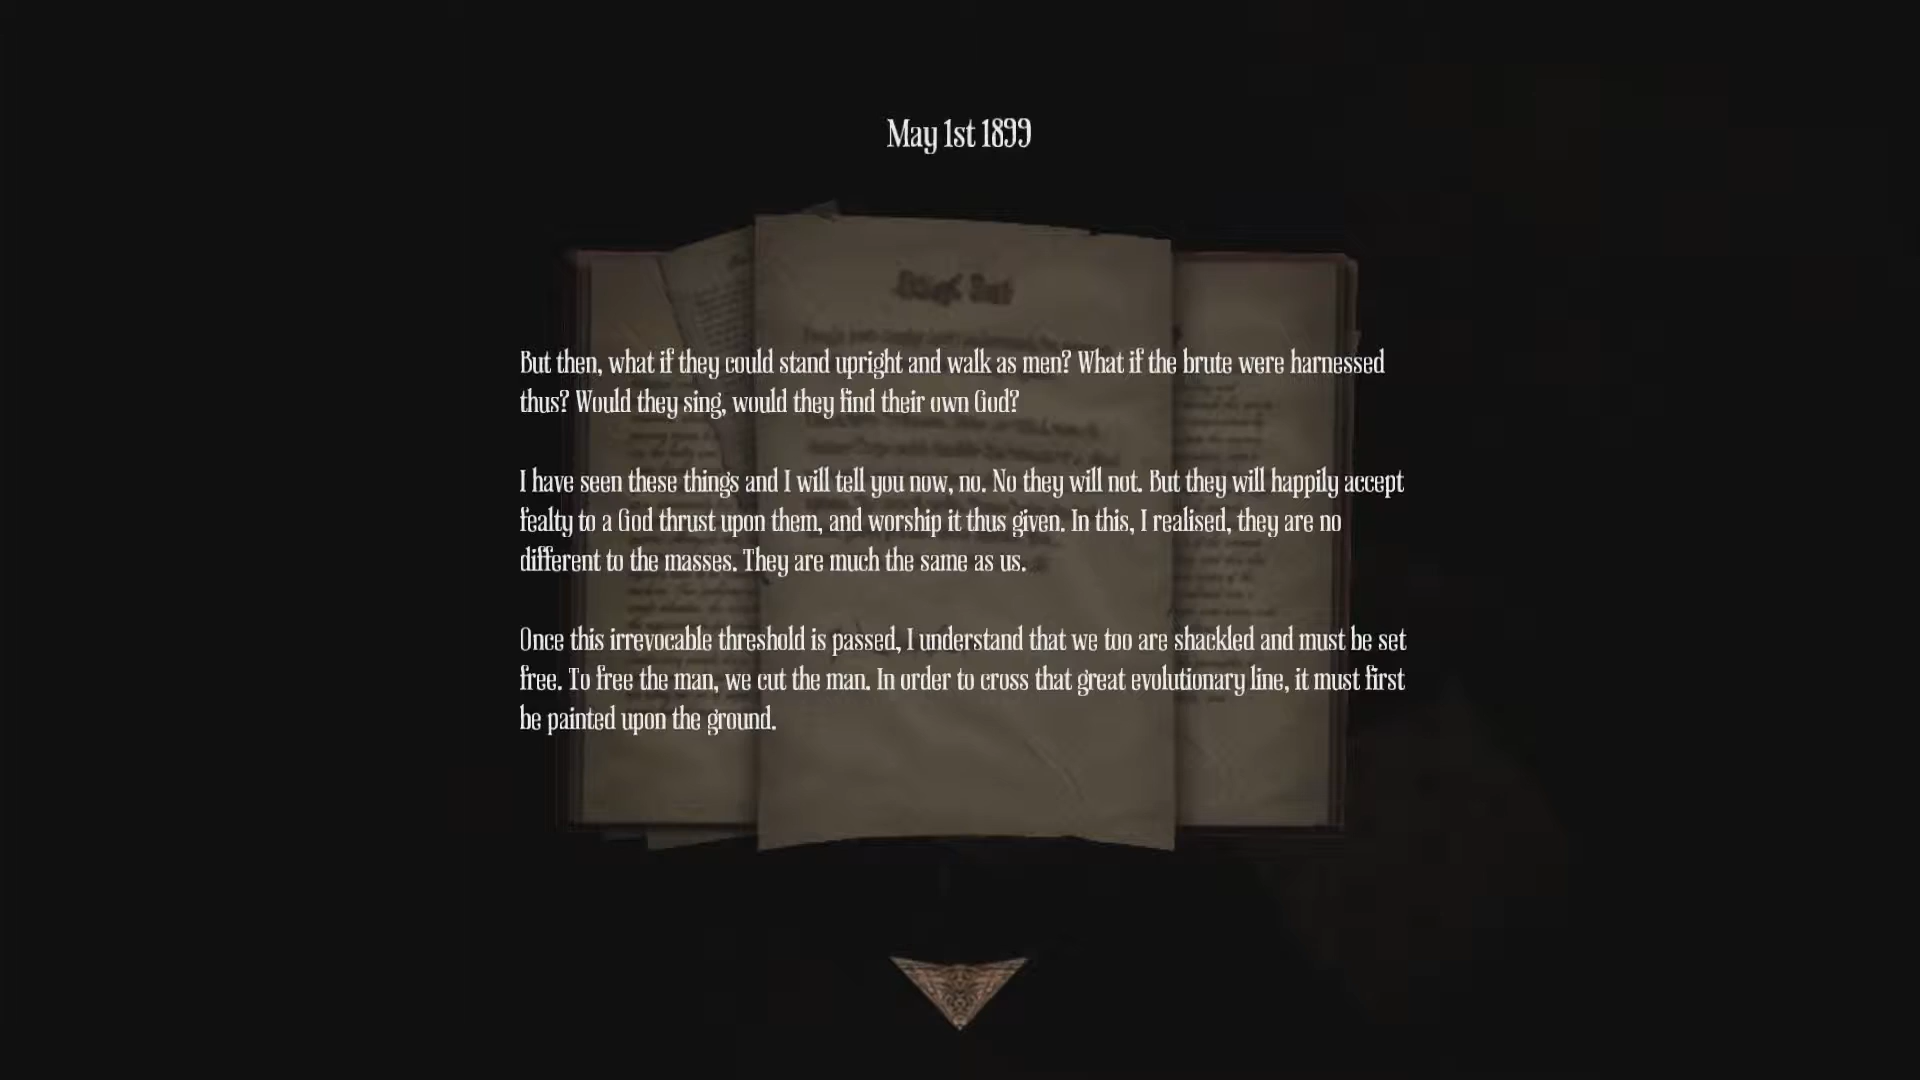 May 1st 1899
But then, what if they could stand upright and walk as men? What if the brute were harnessed
thus? Would they sing, would they find their own God?
I have seen these things and I will tell you now, no. No they will not. But they will happily accept
fealty to a God thrust upon them, and worship it thus given. In this, I realised, they are no
different to the masses. They are much the same as us.
Once this irrevocable threshold is passed, I understand that we too are shackled and must be set
free. To free the man, we cut the man. In order to cross that great evolutionary line, it must first
be painted upon the ground.